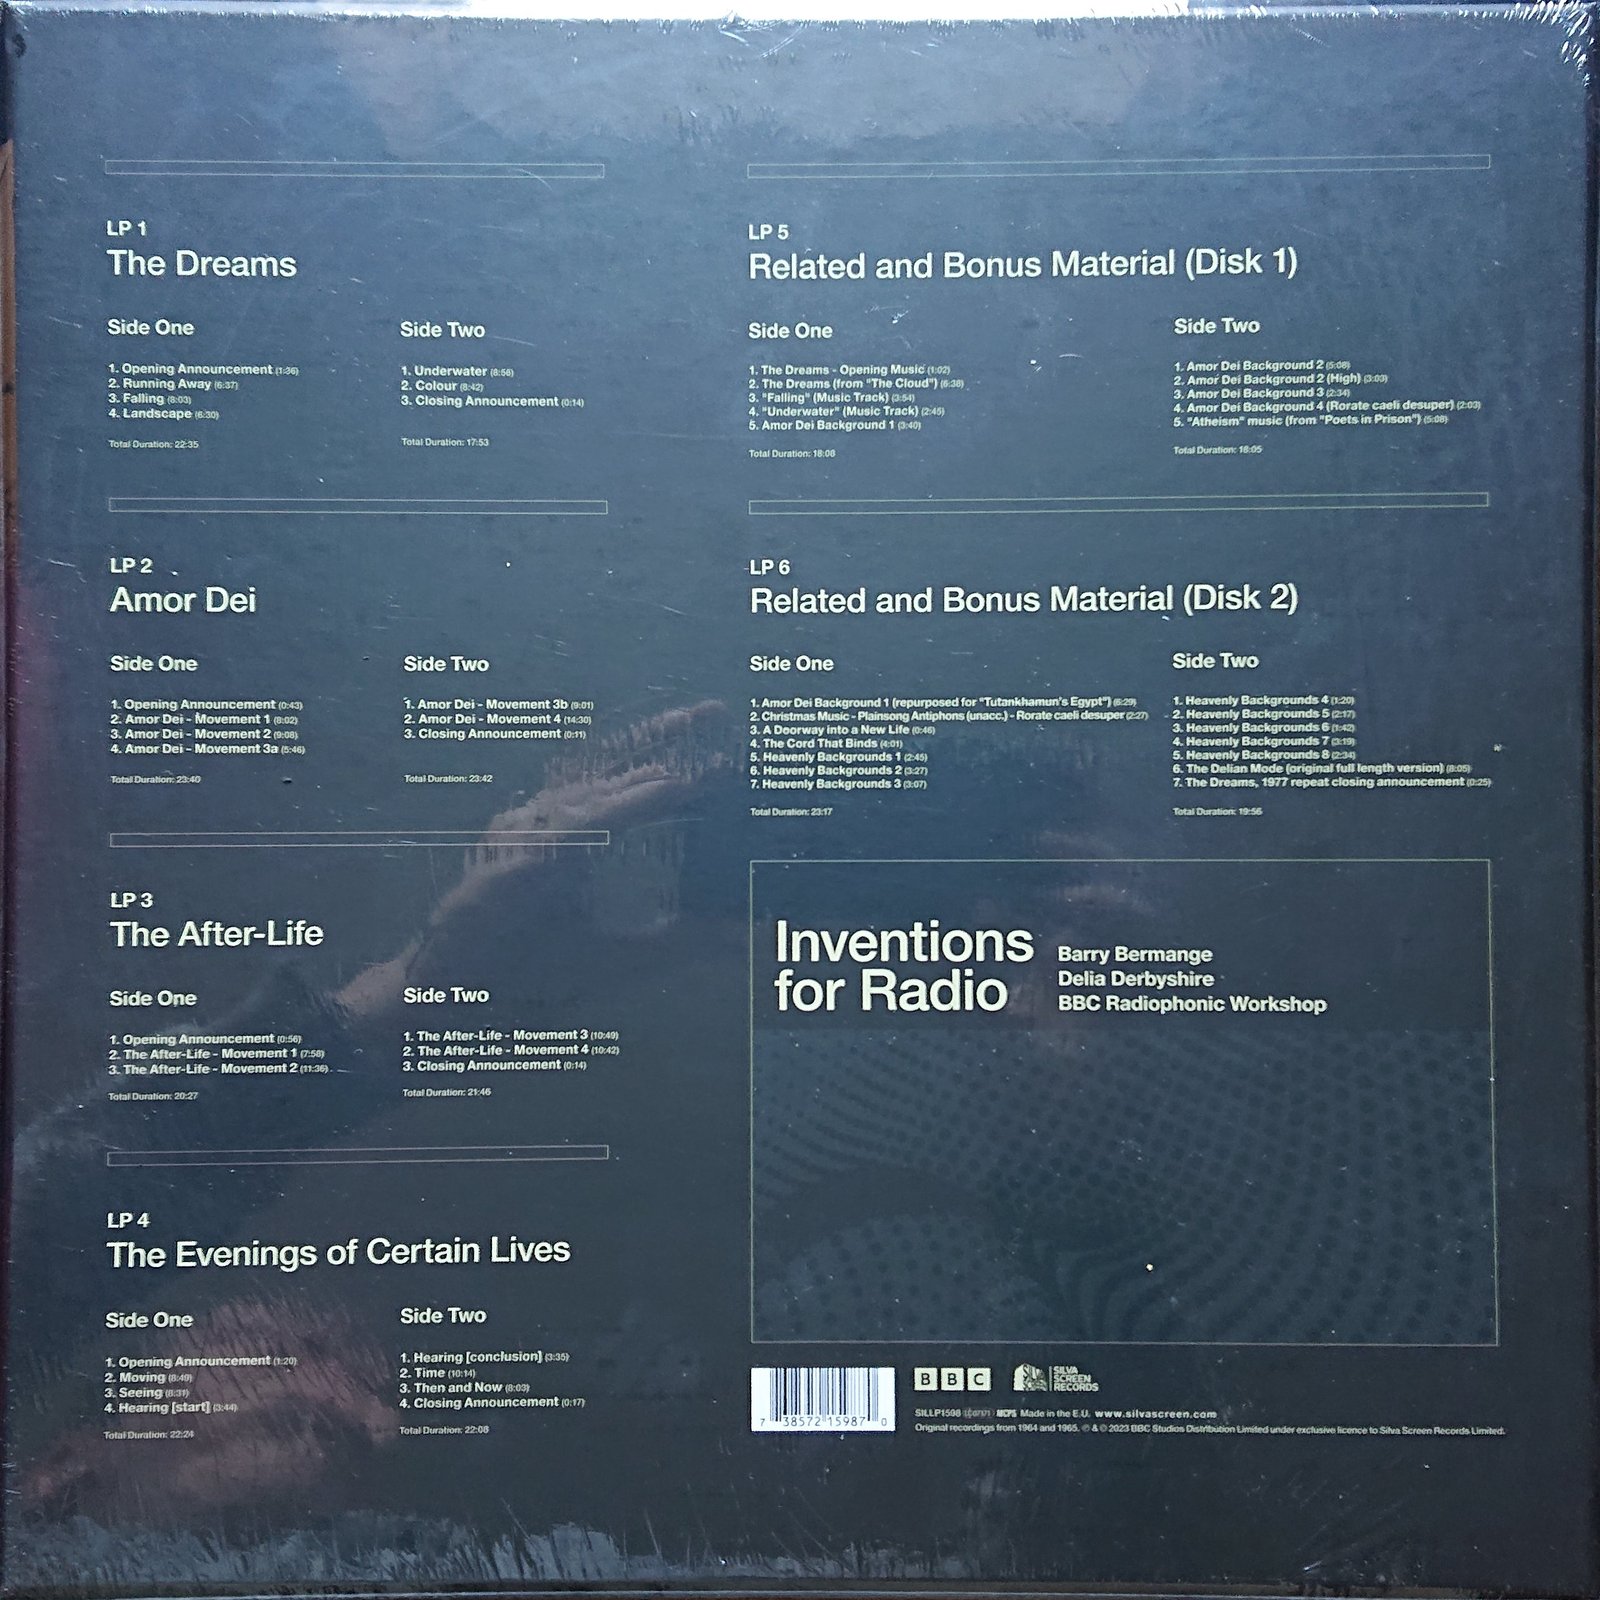 LP 1
The Dreams
Side One
1. Opening Announcement (1:36)
2. Running Away (6:37)
3. Falling (8:03)
4. Landscape (6:30)
Total Duration: 22:35
Side Two
1. Underwater (8:56)
2. Colour (8:42)
3. Closing Announcement (0:14)
Total Duration: 17:53
LP 2
Amor Dei
Side One
1. Opening Announcement (0:43)
2. Amor Dei - Movement 1 (8:02)
3. Amor Dei - Movement 2 (9:08)
4. Amor Dei - Movement 3a (5:46)
Total Duration: 23:40
Side Two
1. Amor Dei - Movement 3b (9:01)
2. Amor Dei - Movement 4 (14:30)
3. Closing Announcement (0:11)
Total Duration: 23:42
LP 3
The After-Life
Side One
1. Opening Announcement (0:56)
2. The After-Life - Movement 1 (7:58)
3. The After-Life - Movement 2 (11:36)
Total Duration: 20:27
Side Two
1. The After-Life - Movement 3 (10:49)
2. The After-Life - Movement 4 (10:42)
3. Closing Announcement (0:14)
Total Duration: 21:46
LP 4
The Evenings of Certain Lives
Side One
1. Opening Announcement (1:20)
2. Moving (8:49)
3. Seeing (8:31)
4. Hearing [start] (3:44)
Total Duration: 22:24
Side Two
1. Hearing [conclusion] (3:35)
2. Time (10:14)
3. Then and Now (8:03)
4. Closing Announcement (0:17)
Total Duration: 22:08
LP 5
Related and Bonus Material (Disk 1)
Side One
1. The Dreams - Opening Music (1:02)
2. The Dreams (from "The Cloud") (6:38)
3. "Falling" (Music Track) (3:54)
4. "Underwater" (Music Track) (2:45)
5. Amor Dei Background 1 (3:40)
Total Duration: 18:08
Side Two
1. Amor Dei Background 2 (5:08)
2. Amor Dei Background 2 (High) (3:03)
3. Amor Dei Background 3 (2:34)
4. Amor Dei Background 4 (Rorate caeli desuper) (2:03)
5. "Atheism" music (from "Poets in Prison") (5:08)
Total Duration: 18:05
LP 6
Related and Bonus Material (Disk 2)
Side One
1. Amor Dei Background 1 (repurposed for "Tutankhamun's Egypt") (6:29)
2. Christmas Music - Plainsong Antiphons (unacc.) - Rorate caeli desuper (2:27)
3. A Doorway into a New Life (0:46)
4. The Cord That Binds (4:01)
5. Heavenly Backgrounds 1 (2:45)
6. Heavenly Backgrounds 2 (3:27)
7. Heavenly Backgrounds 3 (3:07)
Total Duration: 23:17
Side Two
1. Heavenly Backgrounds 4 (1:20)
2. Heavenly Backgrounds 5 (2:17)
3. Heavenly Backgrounds 6 (1:42)
4. Heavenly Backgrounds 7 (3:19)
5. Heavenly Backgrounds 8 (2:34)
6. The Delian Mode (original full length version) (8:05)
7. The Dreams, 1977 repeat closing announcement (0:25)
Total Duration: 19:56
Inventions
for Radio
Barry Bermange
Delia Derbyshire
BBC Radiophonic Workshop
7 38572 15987 0
BBC
SILVA
SCREEN
RECORDS
SILLP1598 MCPS Made in the E.U. www.silvascreen.com
Original recordings from 1964 and 1965. ℗ & © 2023 BBC Studios Distribution Limited under exclusive licence to Silva Screen Records Limited.